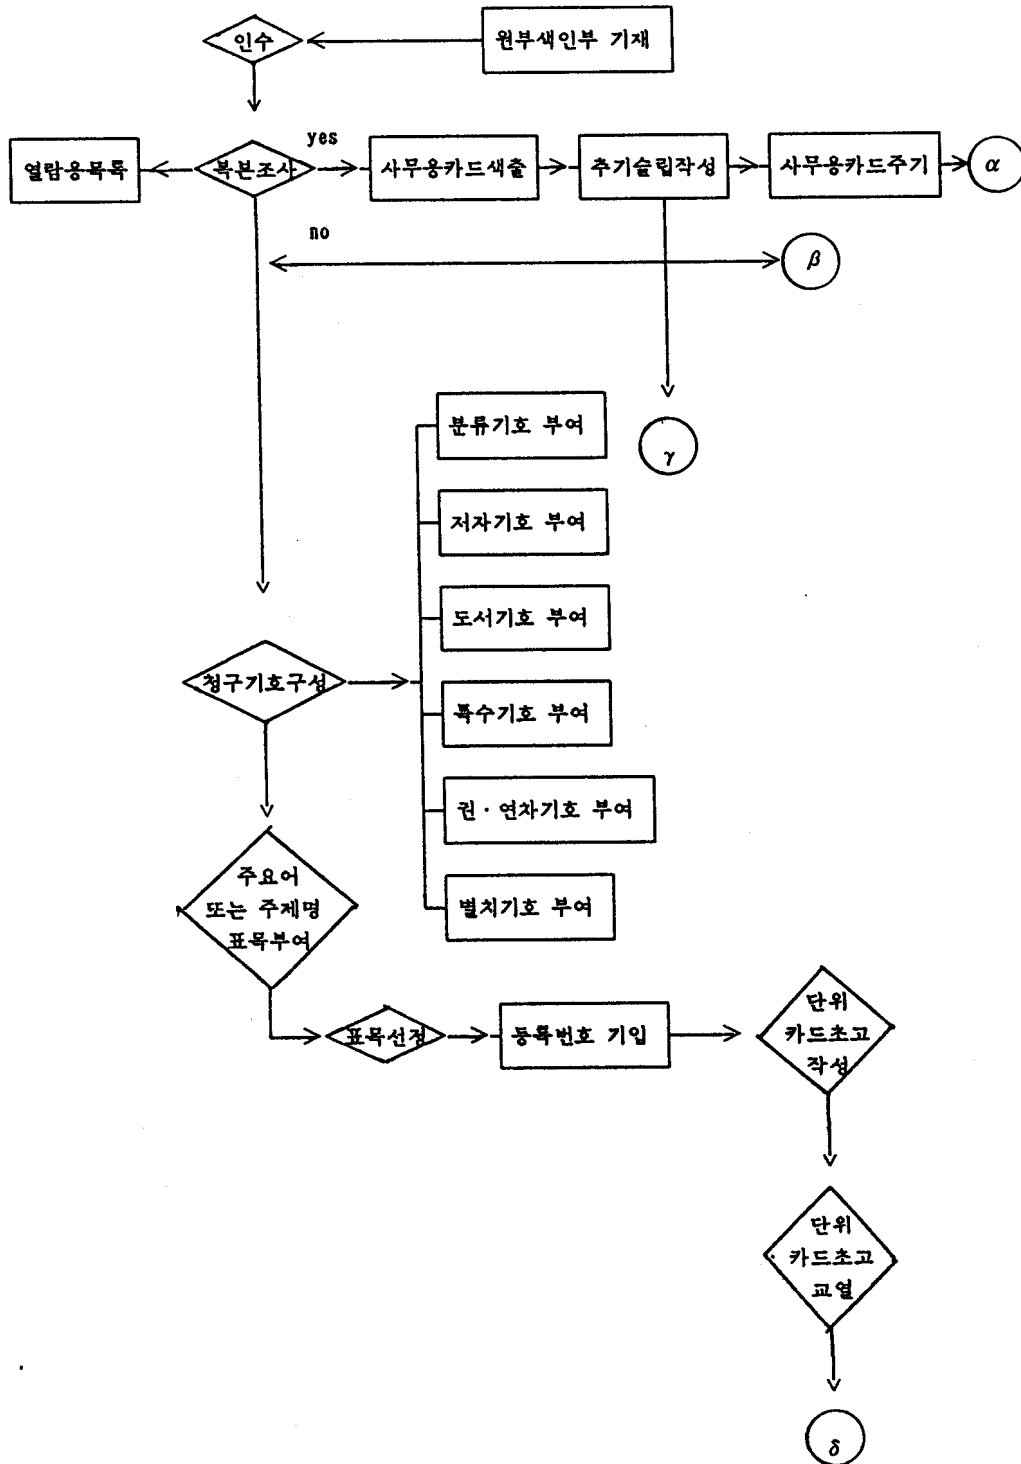 인수
원부색인부 기재
열람용목록
복본조사
yes
사무용카드색출
추기슬립작성
사무용카드주기
α
no
β
분류기호 부여
γ
저자기호 부여
도서기호 부여
청구기호구성
특수기호 부여
권·연차기호 부여
주요어
또는 주제명
표목부여
별치기호 부여
표목선정
등록번호 기입
단위
카드초고
작성
단위
카드초고
교열
δ